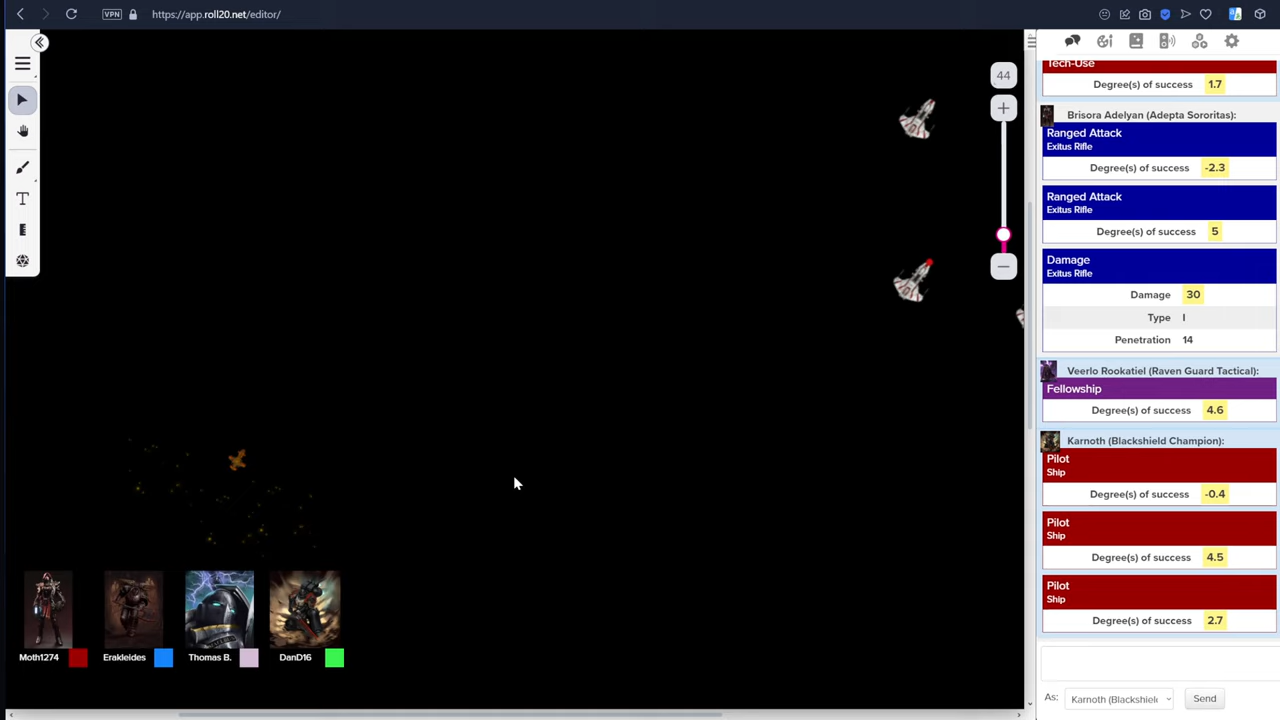 VPN
https://app.roll20.net/editor/
44
Tech-Use
Degree(s) of success 1.7
Brisora Adelyan (Adepta Sororitas):
Ranged Attack
Exitus Rifle
Degree(s) of success -2.3
Ranged Attack
Exitus Rifle
Degree(s) of success 5
Damage
Exitus Rifle
Damage 30
Type I
Penetration 14
Veerlo Rookatiel (Raven Guard Tactical):
Fellowship
Degree(s) of success 4.6
Karnoth (Blackshield Champion):
Pilot
Ship
Degree(s) of success -0.4
Pilot
Ship
Degree(s) of success 4.5
Pilot
Ship
Degree(s) of success 2.7
Moth1274
Erakleides
Thomas B.
DanD16
As: Karnoth (Blackshiel
Send